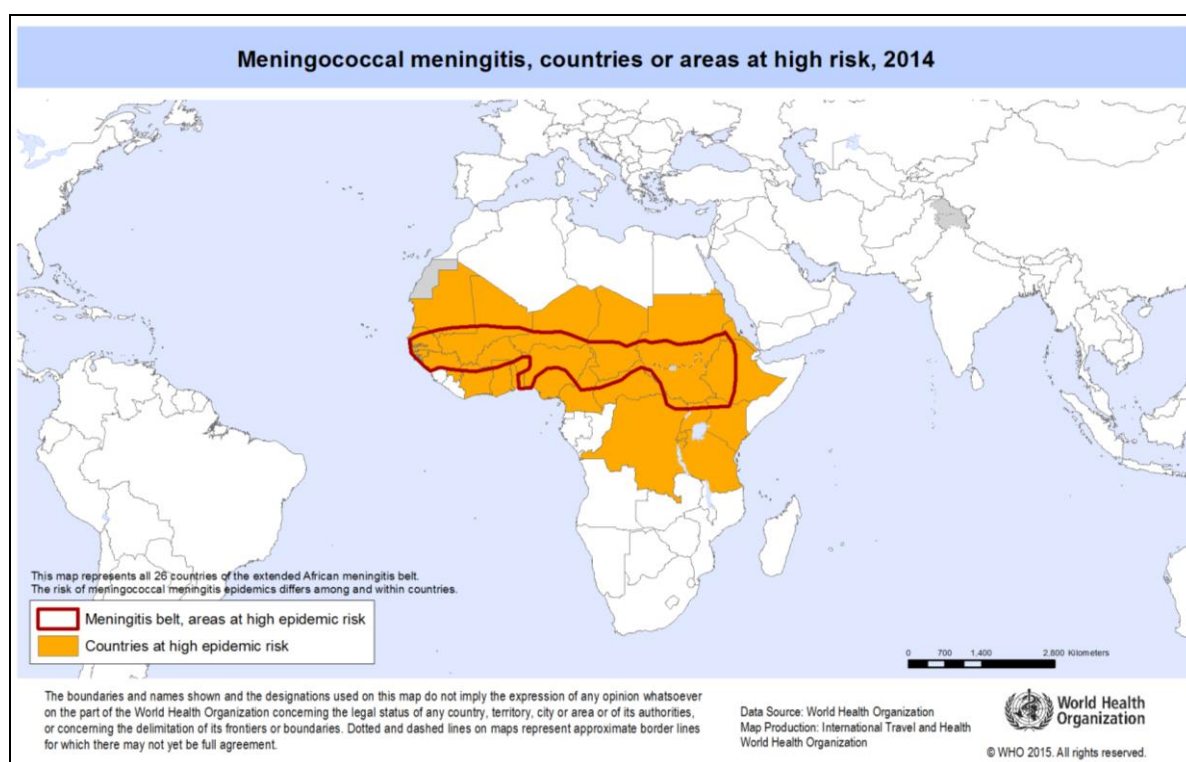 Meningococcal meningitis, countries or areas at high risk, 2014
This map represents all 26 countries of the extended African meningitis belt.
The risk of meningococcal meningitis epidemics differs among and within countries.
Meningitis belt, areas at high epidemic risk
Countries at high epidemic risk
0 700 1,400 2,800 Kilometers
The boundaries and names shown and the designations used on this map do not imply the expression of any opinion whatsoever
on the part of the World Health Organization concerning the legal status of any country, territory, city or area or of its authorities,
or concerning the delimitation of its frontiers or boundaries. Dotted and dashed lines on maps represent approximate border lines
for which there may not yet be full agreement.
Data Source: World Health Organization
Map Production: International Travel and Health
World Health Organization
World Health
Organization
© WHO 2015. All rights reserved.